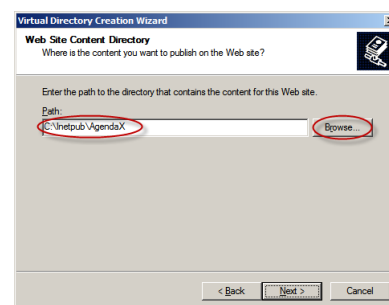 Virtual Directory Creation Wizard
Web Site Content Directory
Where is the content you want to publish on the Web site?
Enter the path to the directory that contains the content for this Web site.
Path:
C:\Inetpub\AgendaX
Browse...
< Back
Next >
Cancel